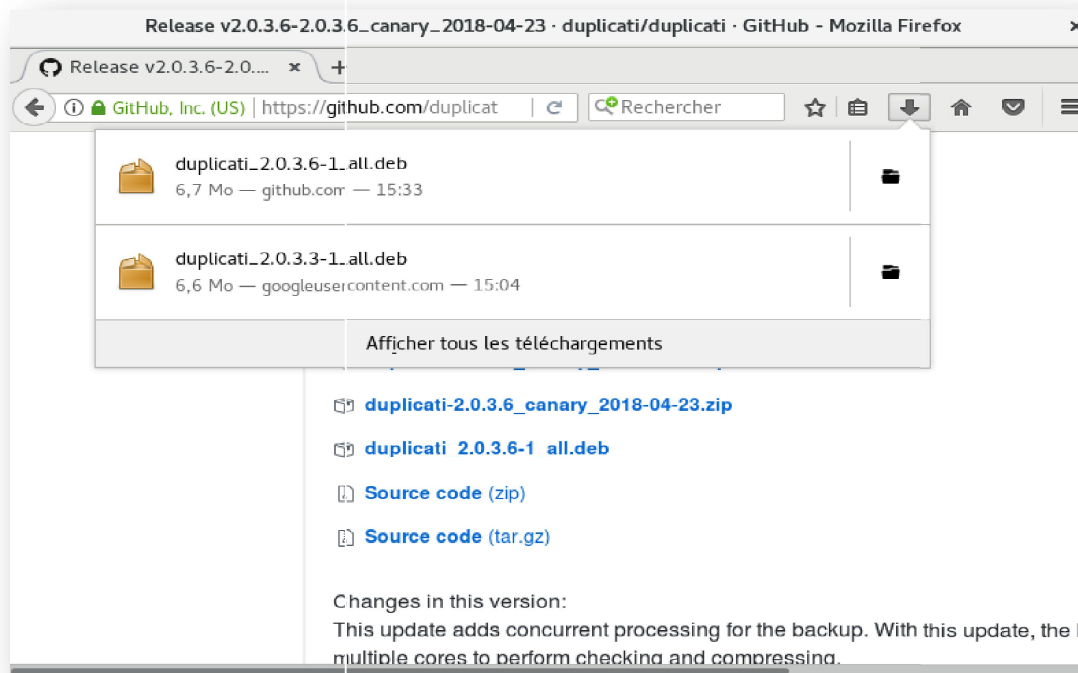 Release v2.0.3.6-2.0.3.6_canary_2018-04-23 · duplicati/duplicati · GitHub - Mozilla Firefox
Release v2.0.3.6-2.0....
GitHub, Inc. (US) https://github.com/duplicat Rechercher
duplicati_2.0.3.6-1_all.deb
6,7 Mo — github.com — 15:33
duplicati_2.0.3.3-1_all.deb
6,6 Mo — googleusercontent.com — 15:04
Afficher tous les téléchargements
duplicati-2.0.3.6_canary_2018-04-23.zip
duplicati_2.0.3.6-1_all.deb
Source code (zip)
Source code (tar.gz)
Changes in this version:
This update adds concurrent processing for the backup. With this update, the
multiple cores to perform checking and compressing.